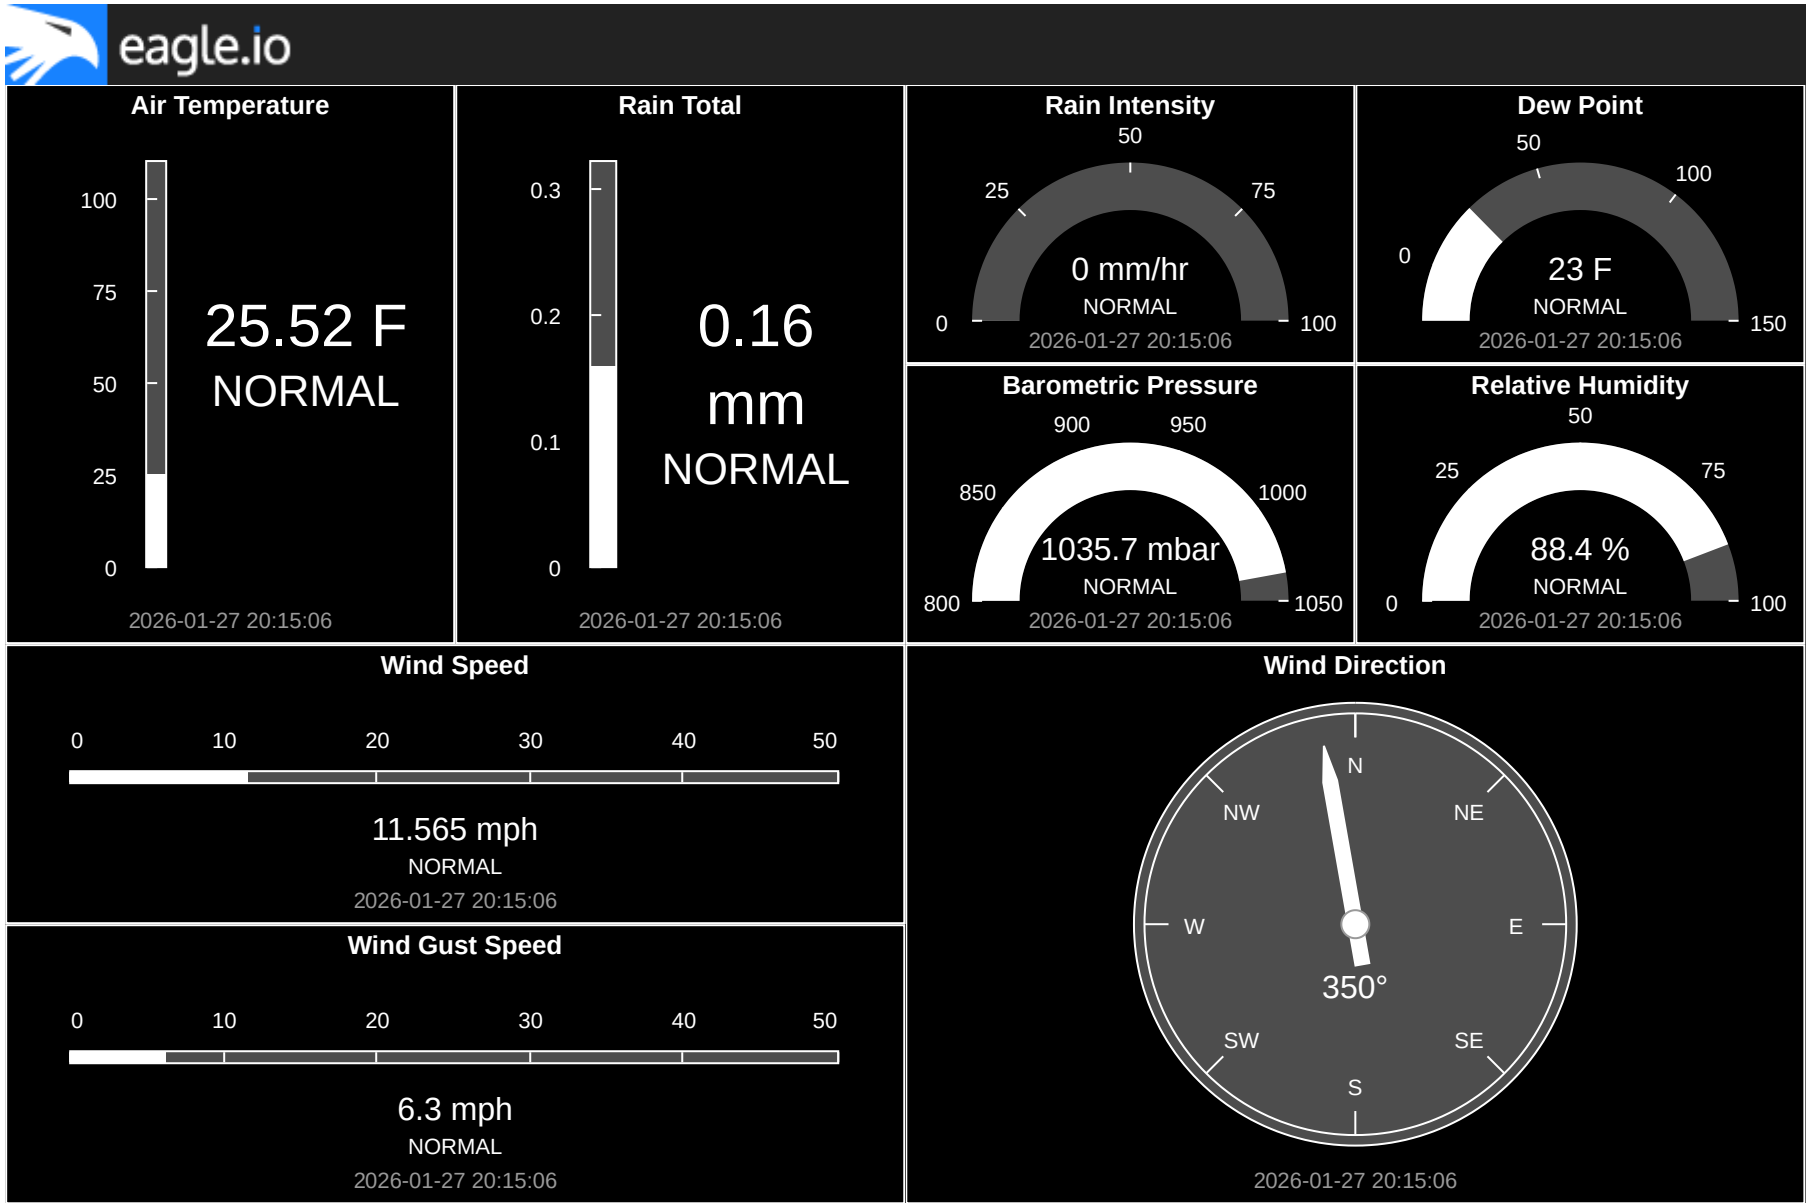 eagle.io
Air Temperature
100
75
50
25
0
25.52 F
NORMAL
2026-01-27 20:15:06
Rain Total
0.3
0.2
0.1
0
0.16
mm
NORMAL
2026-01-27 20:15:06
Rain Intensity
0
25
50
75
100
0 mm/hr
NORMAL
2026-01-27 20:15:06
Dew Point
0
50
100
150
23 F
NORMAL
2026-01-27 20:15:06
Barometric Pressure
800
850
900
950
1000
1050
1035.7 mbar
NORMAL
2026-01-27 20:15:06
Relative Humidity
0
25
50
75
100
88.4 %
NORMAL
2026-01-27 20:15:06
Wind Speed
0 10 20 30 40 50
11.565 mph
NORMAL
2026-01-27 20:15:06
Wind Gust Speed
0 10 20 30 40 50
6.3 mph
NORMAL
2026-01-27 20:15:06
Wind Direction
N
NW NE
W E
350°
SW SE
S
2026-01-27 20:15:06